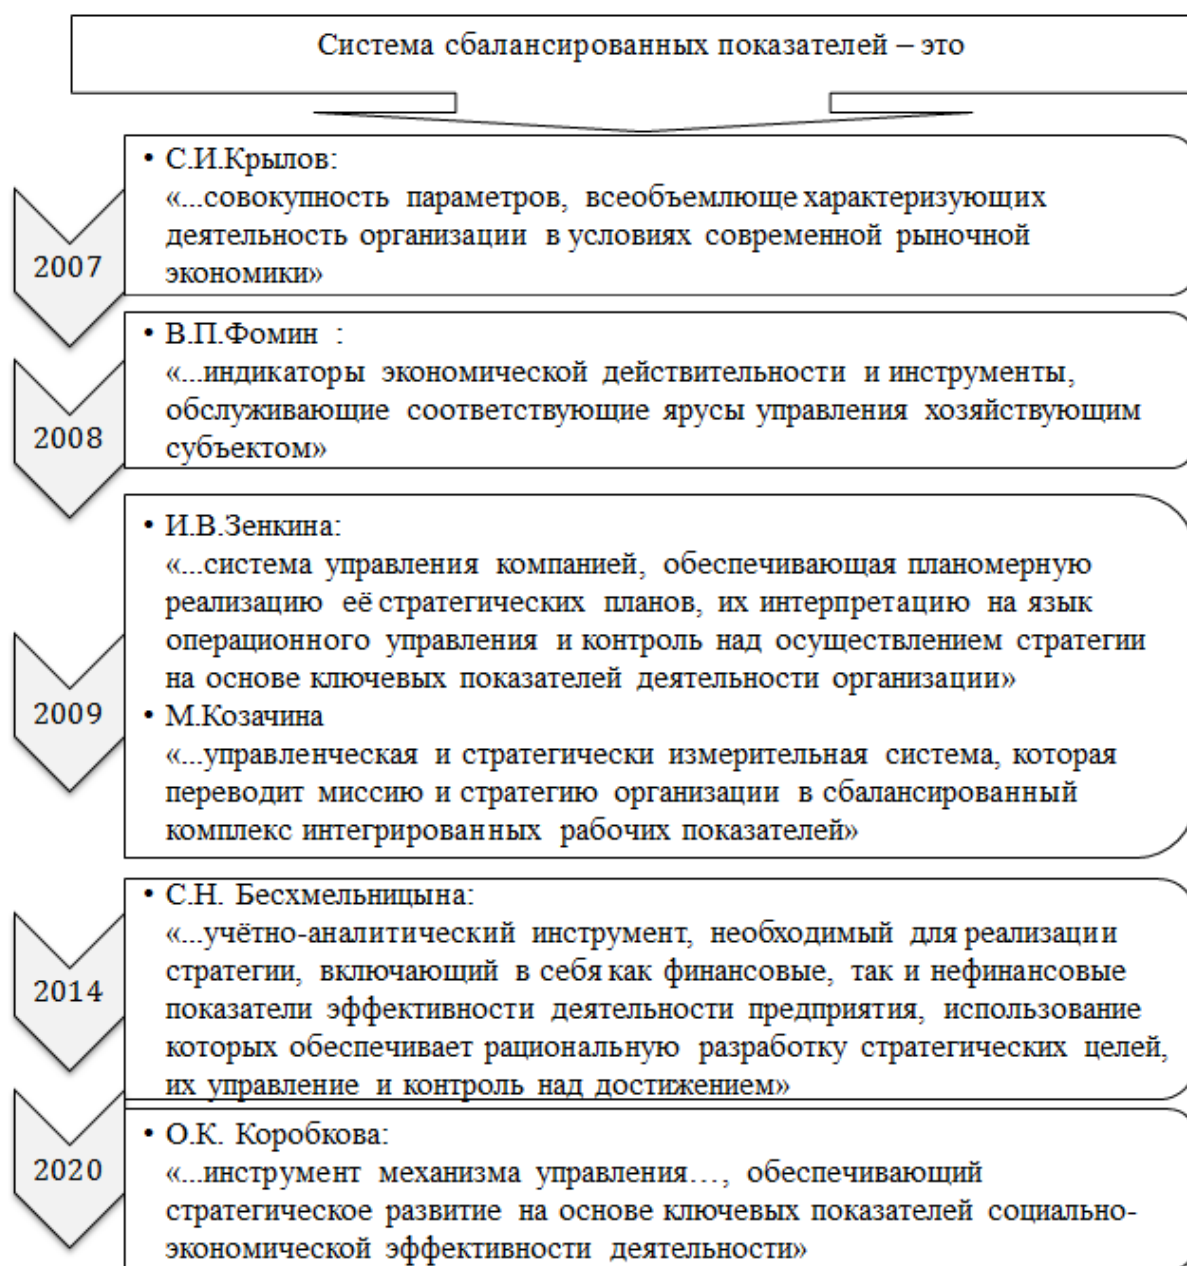 Система сбалансированных показателей – это
• С.И.Крылов:
«...совокупность параметров, всеобъемлюще характеризующих
деятельность организации в условиях современной рыночной
экономики»
2007
• В.П.Фомин :
«...индикаторы экономической действительности и инструменты,
обслуживающие соответствующие ярусы управления хозяйствующим
субъектом»
2008
• И.В.Зенкина:
«...система управления компанией, обеспечивающая планомерную
реализацию её стратегических планов, их интерпретацию на язык
операционного управления и контроль над осуществлением стратегии
на основе ключевых показателей деятельности организации»
2009
• М.Козачина
«...управленческая и стратегически измерительная система, которая
переводит миссию и стратегию организации в сбалансированный
комплекс интегрированных рабочих показателей»
• С.Н. Бесхмельницына:
«...учётно-аналитический инструмент, необходимый для реализации
стратегии, включающий в себя как финансовые, так и нефинансовые
показатели эффективности деятельности предприятия, использование
которых обеспечивает рациональную разработку стратегических целей,
их управление и контроль над достижением»
2014
• О.К. Коробкова:
«...инструмент механизма управления…, обеспечивающий
стратегическое развитие на основе ключевых показателей социально-
экономической эффективности деятельности»
2020